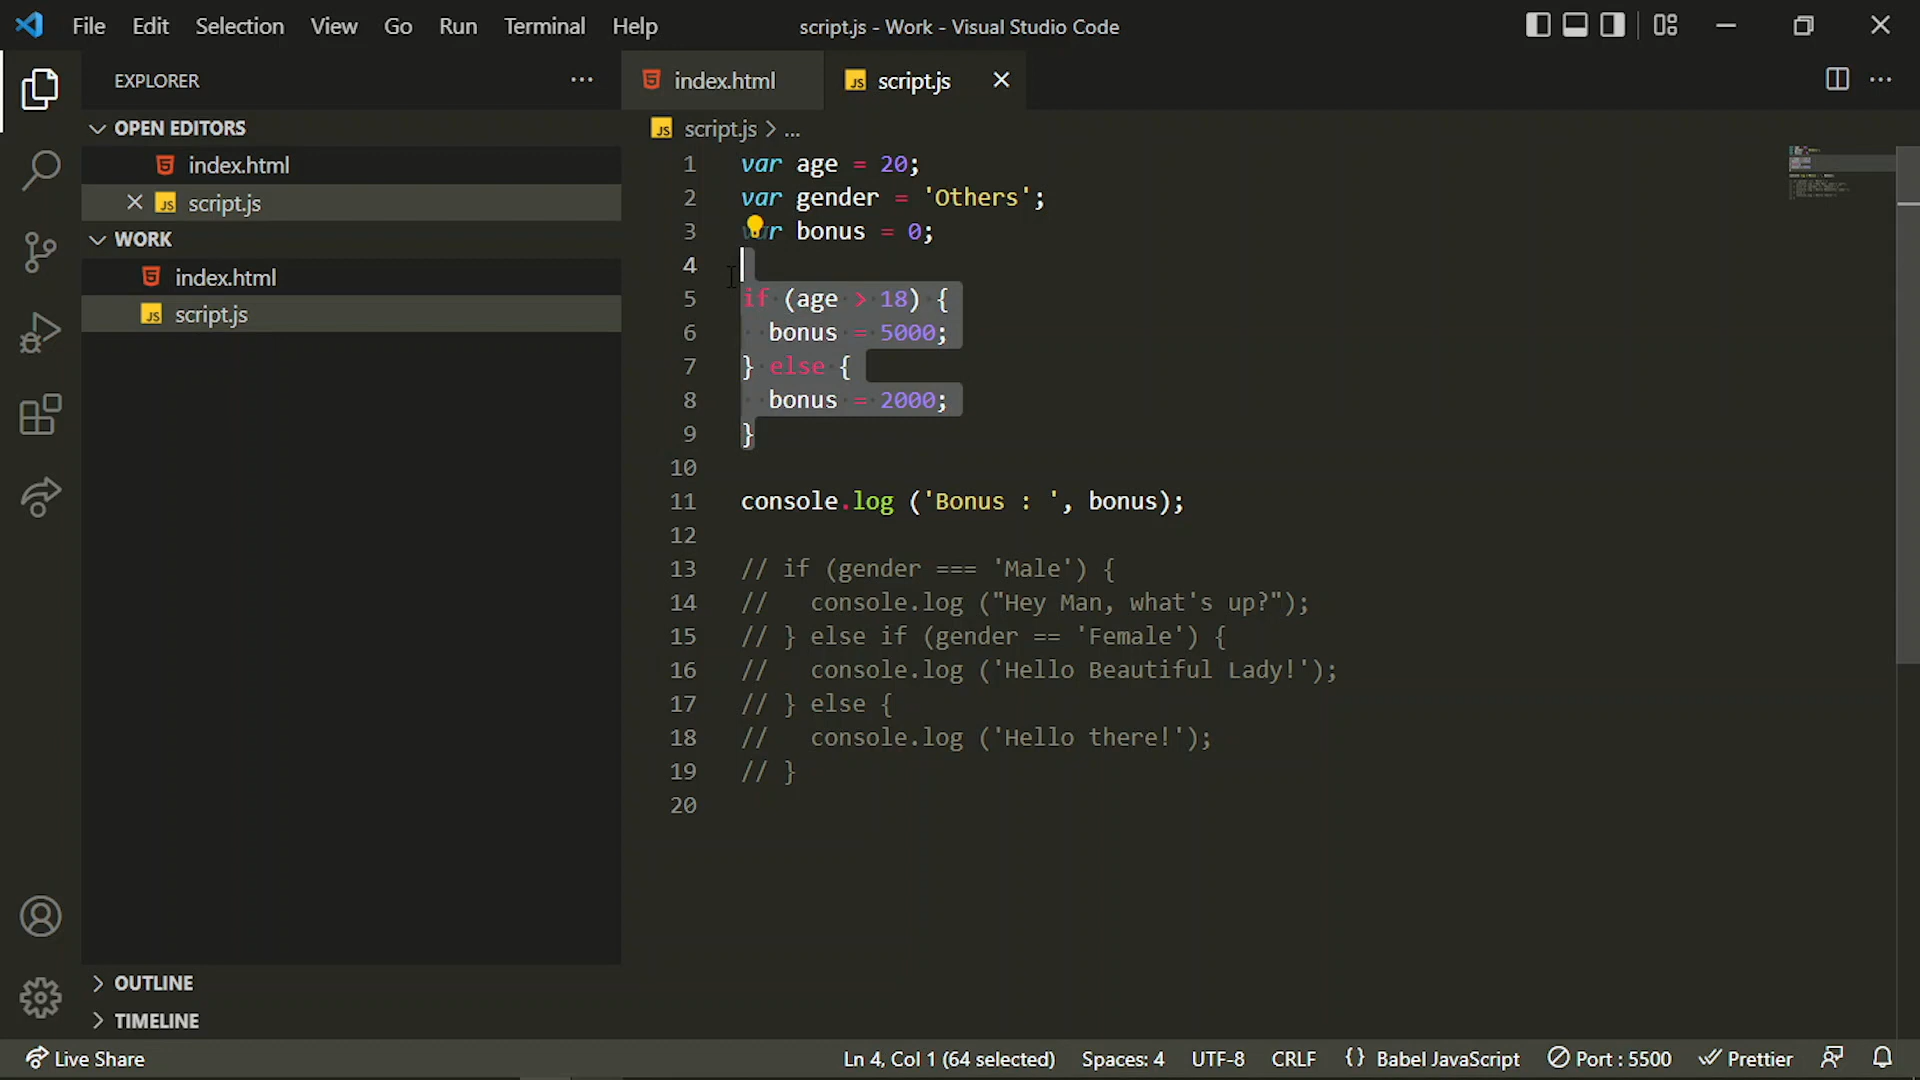 File Edit Selection View Go Run Terminal Help script.js - Work - Visual Studio Code
EXPLORER
OPEN EDITORS
index.html
script.js
WORK
index.html
script.js
OUTLINE
TIMELINE
index.html
script.js
script.js > ...
1 var age = 20;
2 var gender = 'Others';
3 var bonus = 0;
4
5 if (age > 18) {
6 bonus = 5000;
7 } else {
8 bonus = 2000;
9 }
10
11 console.log ('Bonus : ', bonus);
12
13 // if (gender === 'Male') {
14 // console.log ("Hey Man, what's up?");
15 // } else if (gender == 'Female') {
16 // console.log ('Hello Beautiful Lady!');
17 // } else {
18 // console.log ('Hello there!');
19 // }
20
Live Share Ln 4, Col 1 (64 selected) Spaces: 4 UTF-8 CRLF {} Babel JavaScript Port : 5500 Prettier